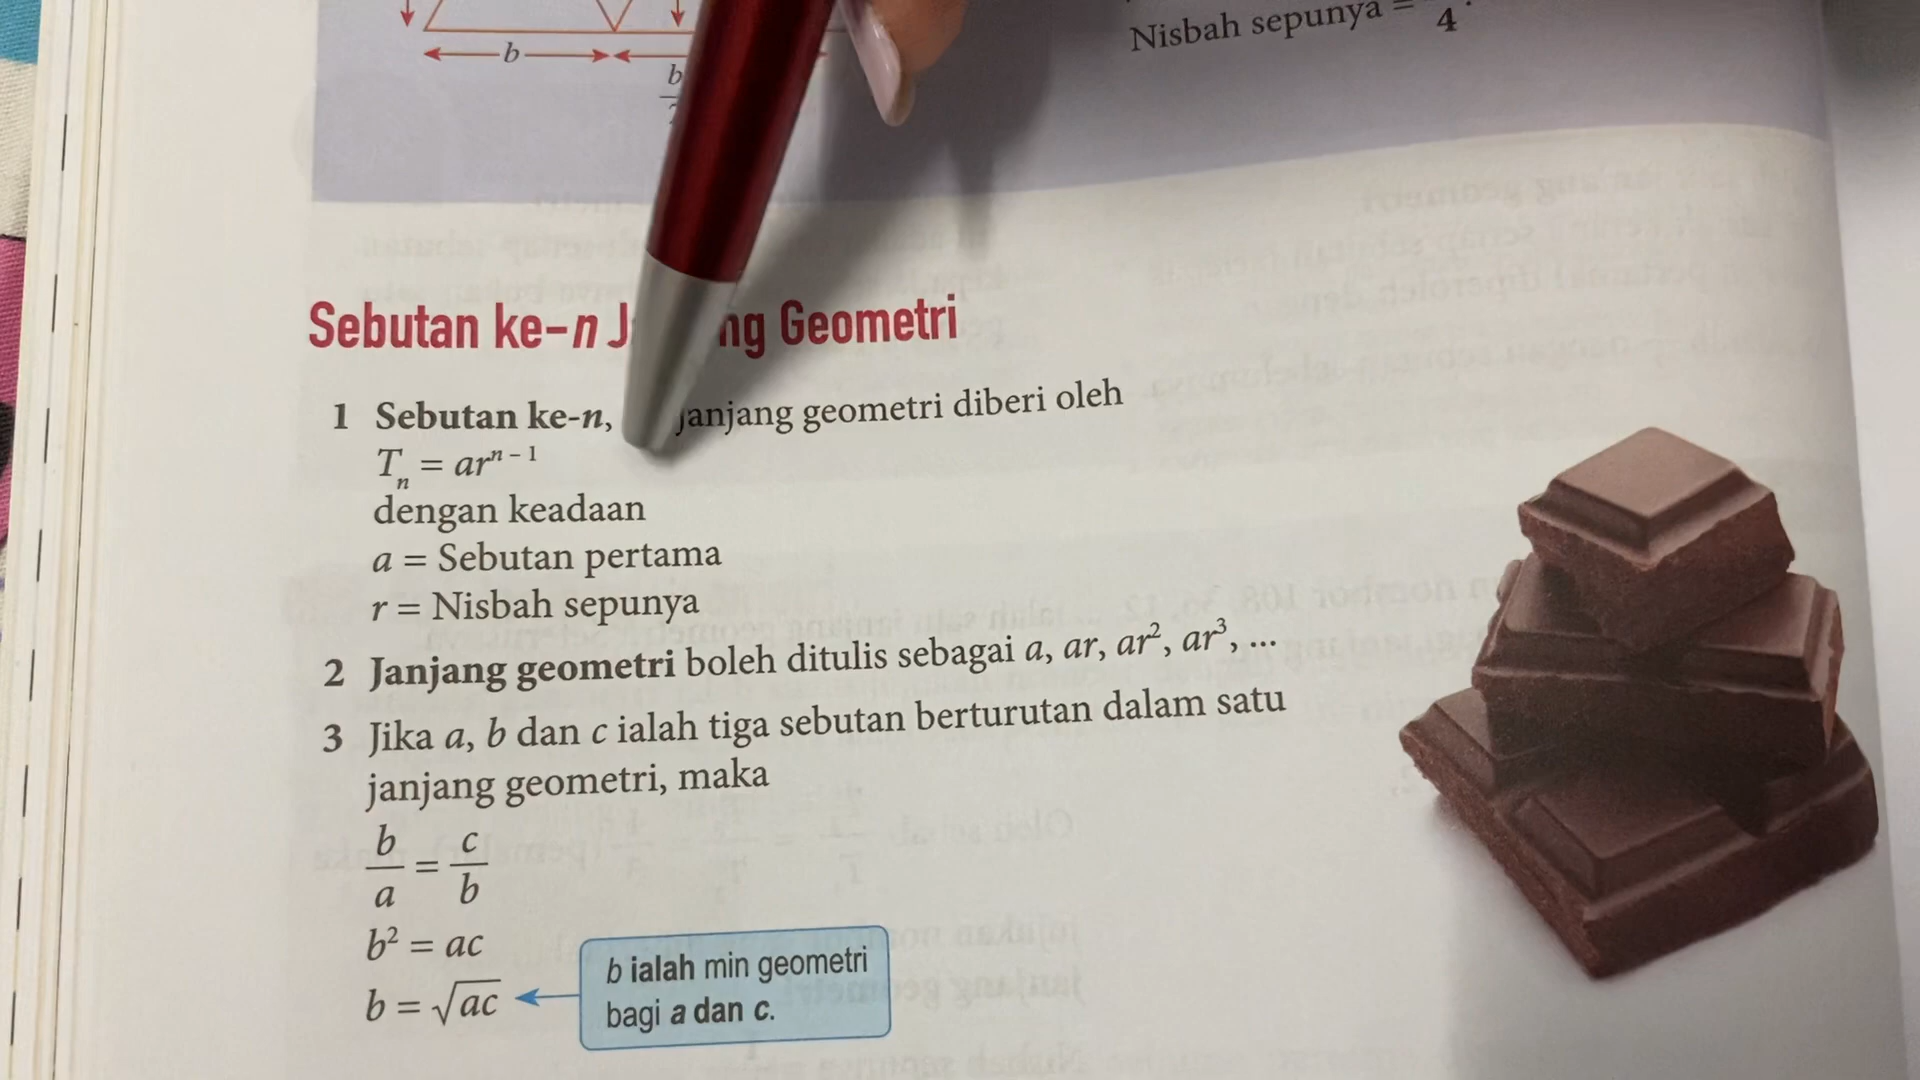 Nisbah sepunya =
4
b
b
Sebutan ke-n J ng Geometri
1 Sebutan ke-n, janjang geometri diberi oleh
Tₙ = arⁿ⁻¹
dengan keadaan
a = Sebutan pertama
r = Nisbah sepunya
2 Janjang geometri boleh ditulis sebagai a, ar, ar², ar³, ...
3 Jika a, b dan c ialah tiga sebutan berturutan dalam satu
janjang geometri, maka
b/a = c/b
b² = ac
b = √ac
b ialah min geometri
bagi a dan c.